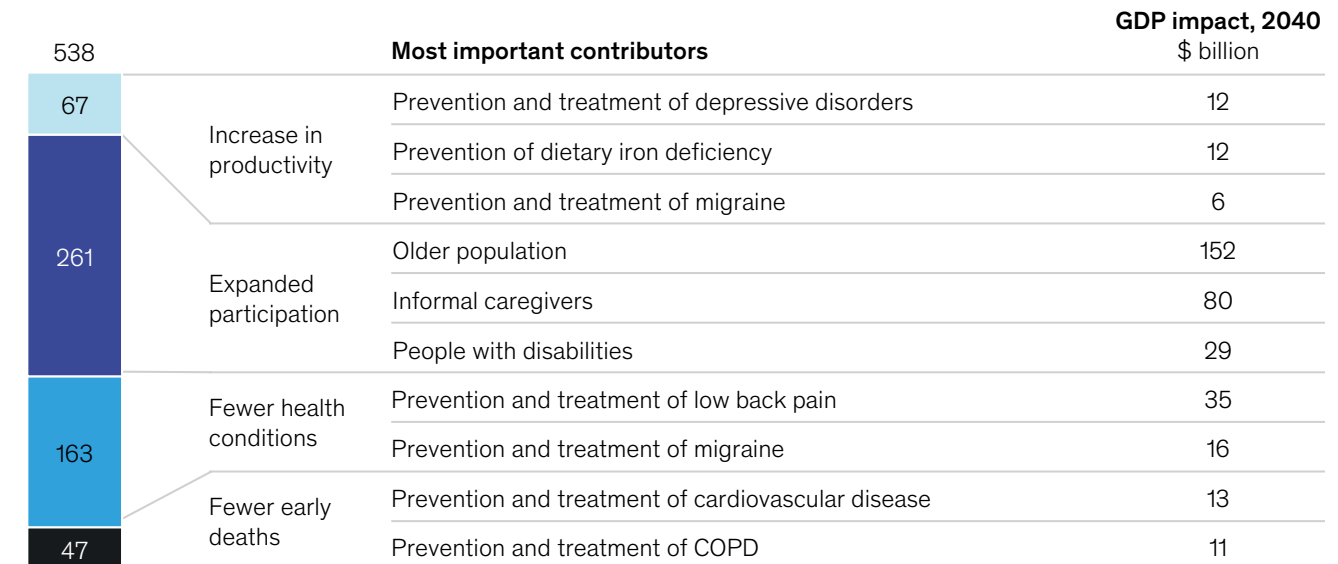 GDP impact, 2040
538 Most important contributors $ billion
67 Prevention and treatment of depressive disorders 12
Increase in
productivity
Prevention of dietary iron deficiency 12
Prevention and treatment of migraine 6
261 Older population 152
Expanded
participation
Informal caregivers 80
People with disabilities 29
Fewer health
conditions
Prevention and treatment of low back pain 35
163 Prevention and treatment of migraine 16
Fewer early
deaths
Prevention and treatment of cardiovascular disease 13
47 Prevention and treatment of COPD 11